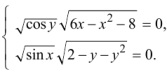 { √cos y √6x − x² − 8 = 0,
√sin x √2 − y − y² = 0.